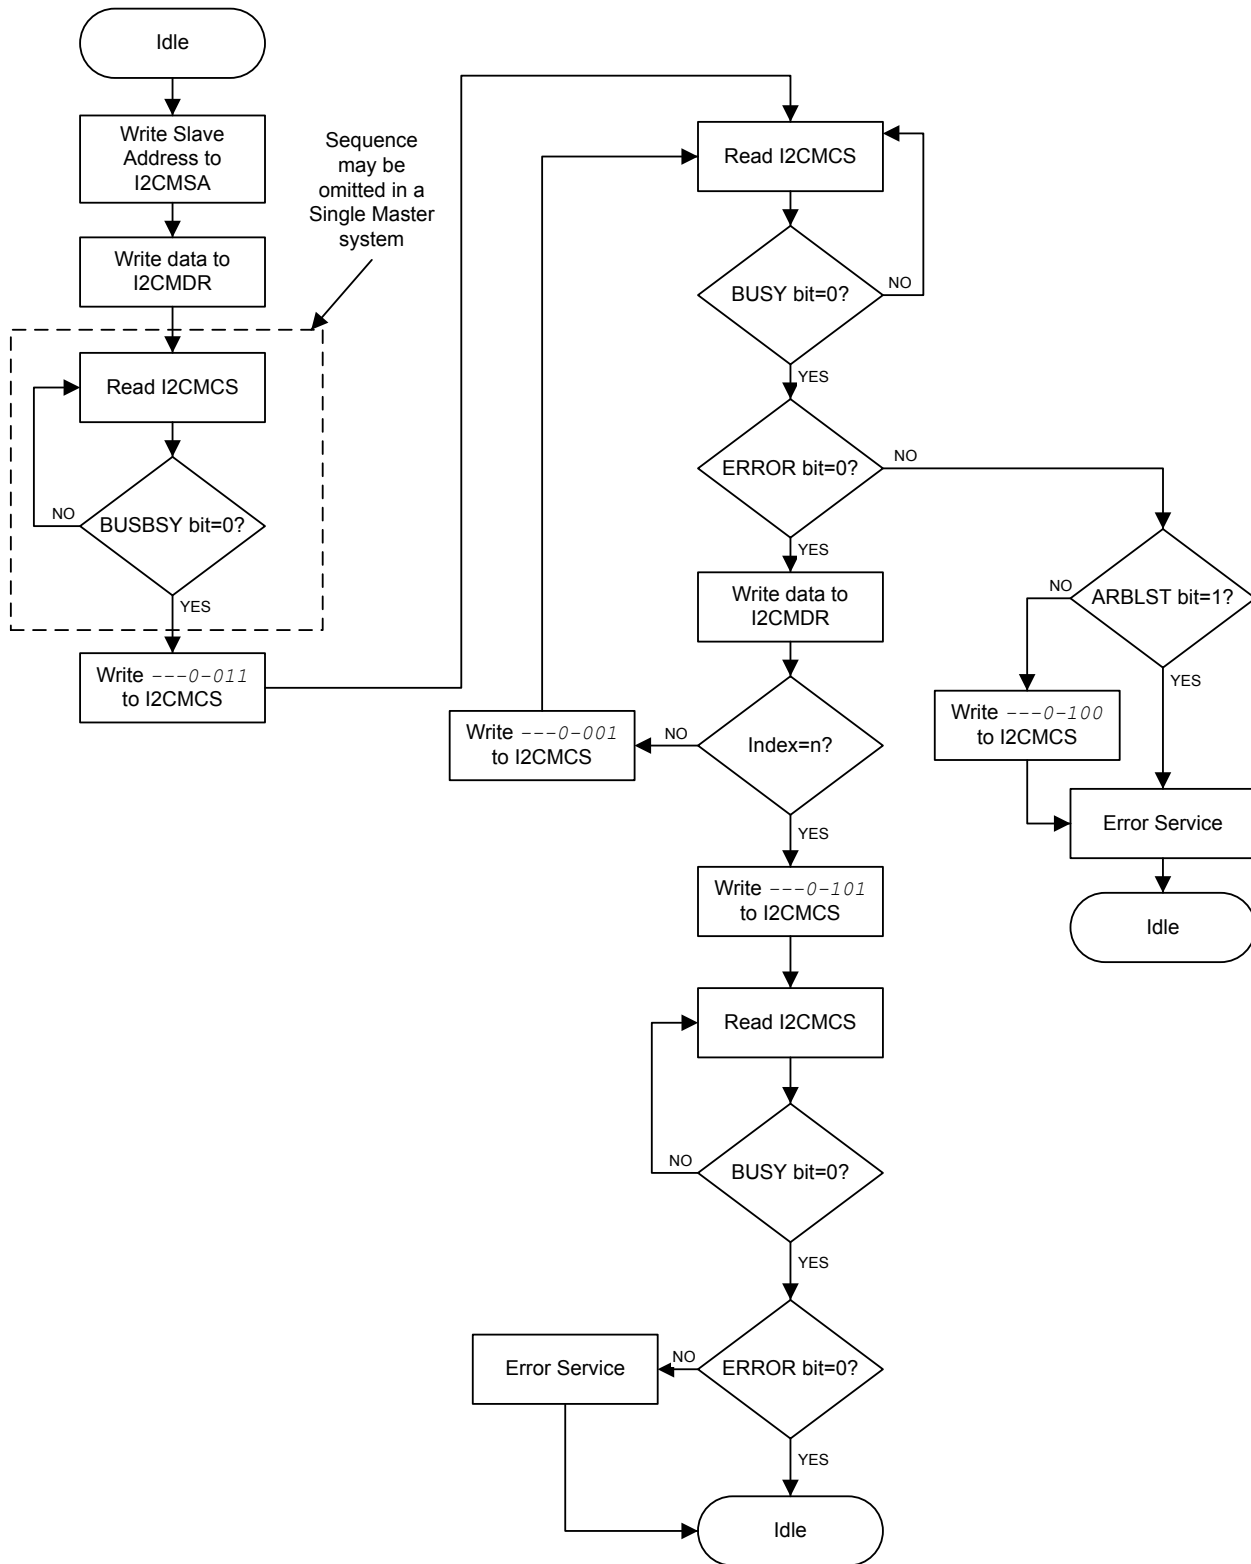 Idle
Write Slave
Address to
I2CMSA
Write data to
I2CMDR
Sequence
may be
omitted in a
Single Master
system
Read I2CMCS
BUSBSY bit=0?
NO
YES
Write ---0-011
to I2CMCS
Read I2CMCS
BUSY bit=0?
NO
YES
ERROR bit=0?
NO
YES
Write data to
I2CMDR
Index=n?
NO
Write ---0-001
to I2CMCS
YES
ARBLST bit=1?
NO
YES
Write ---0-100
to I2CMCS
Error Service
Idle
Write ---0-101
to I2CMCS
Read I2CMCS
BUSY bit=0?
NO
YES
ERROR bit=0?
NO
Error Service
YES
Idle